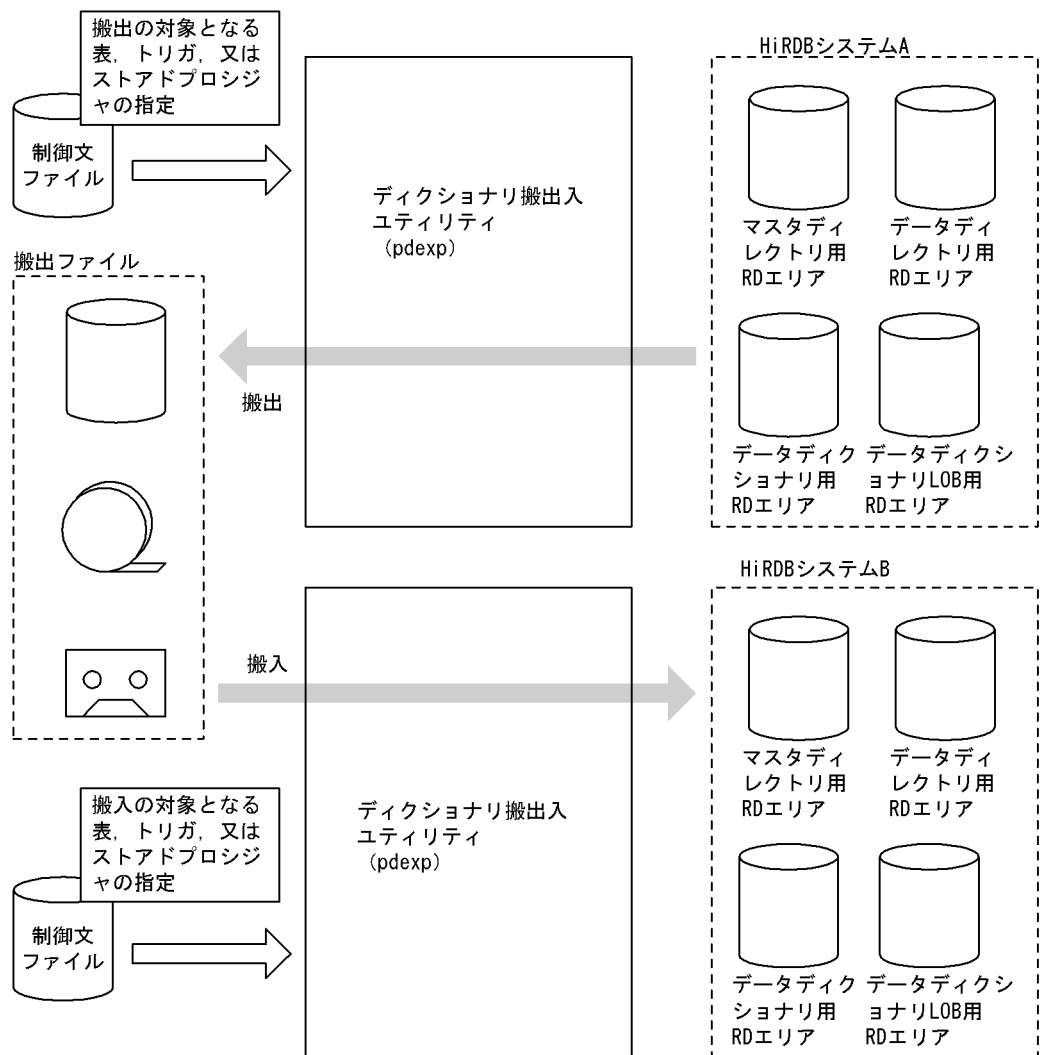 搬出の対象となる
表，トリガ，又は
ストアドプロシジ
ャの指定
制御文
ファイル
ディクショナリ搬出入
ユティリティ
（pdexp）
HiRDBシステムA
マスタディ
レクトリ用
RDエリア
データディ
レクトリ用
RDエリア
データディク
ショナリ用
RDエリア
データディクシ
ョナリLOB用
RDエリア
搬出ファイル
搬出
搬入
HiRDBシステムB
マスタディ
レクトリ用
RDエリア
データディ
レクトリ用
RDエリア
データディク
ショナリ用
RDエリア
データディクシ
ョナリLOB用
RDエリア
搬入の対象となる
表，トリガ，又は
ストアドプロシジ
ャの指定
制御文
ファイル
ディクショナリ搬出入
ユティリティ
（pdexp）